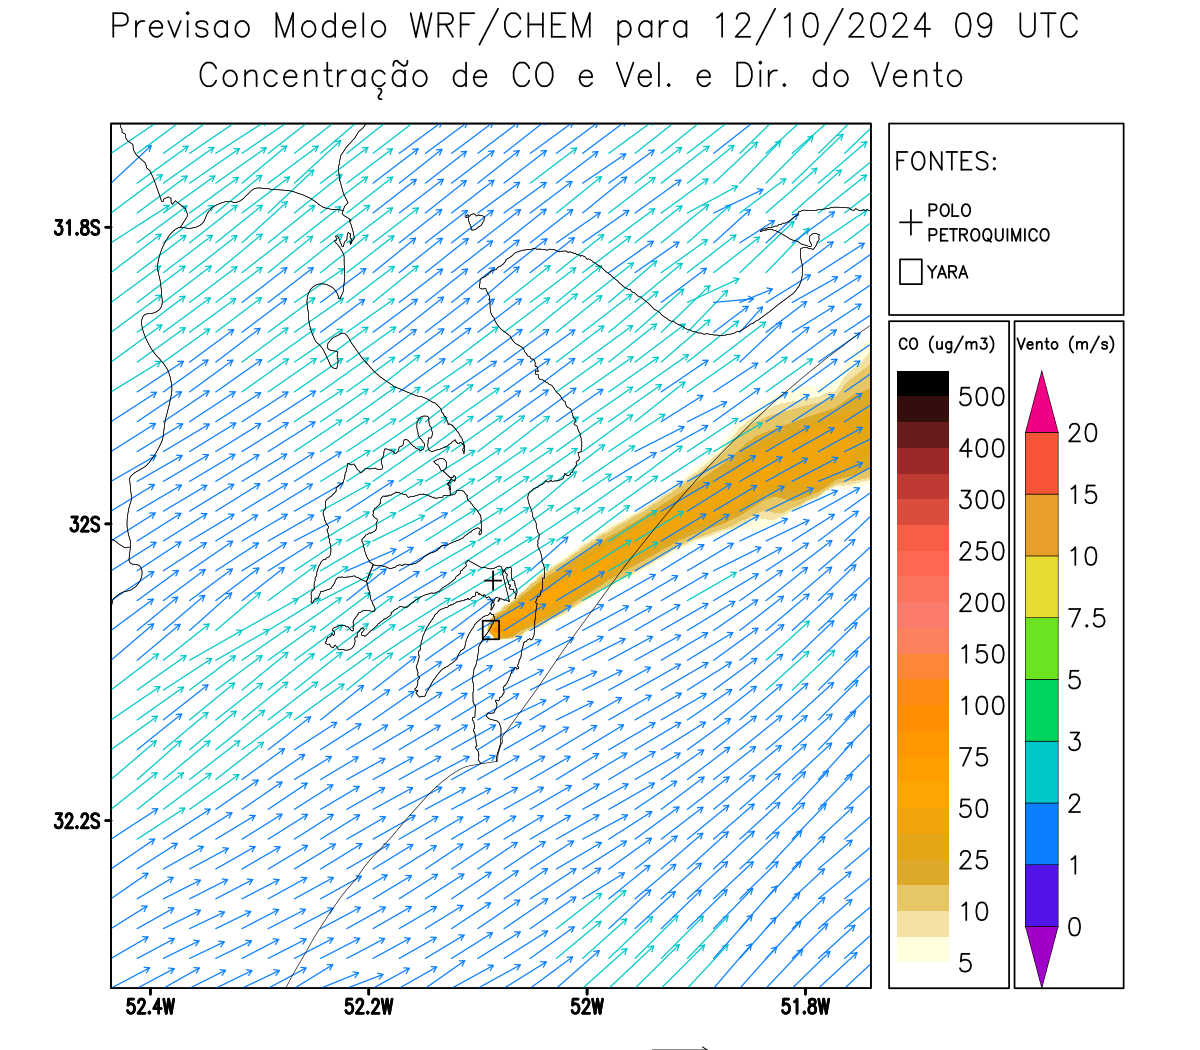 Previsao Modelo WRF/CHEM para 12/10/2024 09 UTC
Concentração de CO e Vel. e Dir. do Vento
FONTES:
POLO
PETROQUIMICO
YARA
31.8S
32S
32.2S
52.4W
52.2W
52W
51.8W
CO (ug/m3)
500
400
300
250
200
150
100
75
50
25
10
5
Vento (m/s)
20
15
10
7.5
5
3
2
1
0